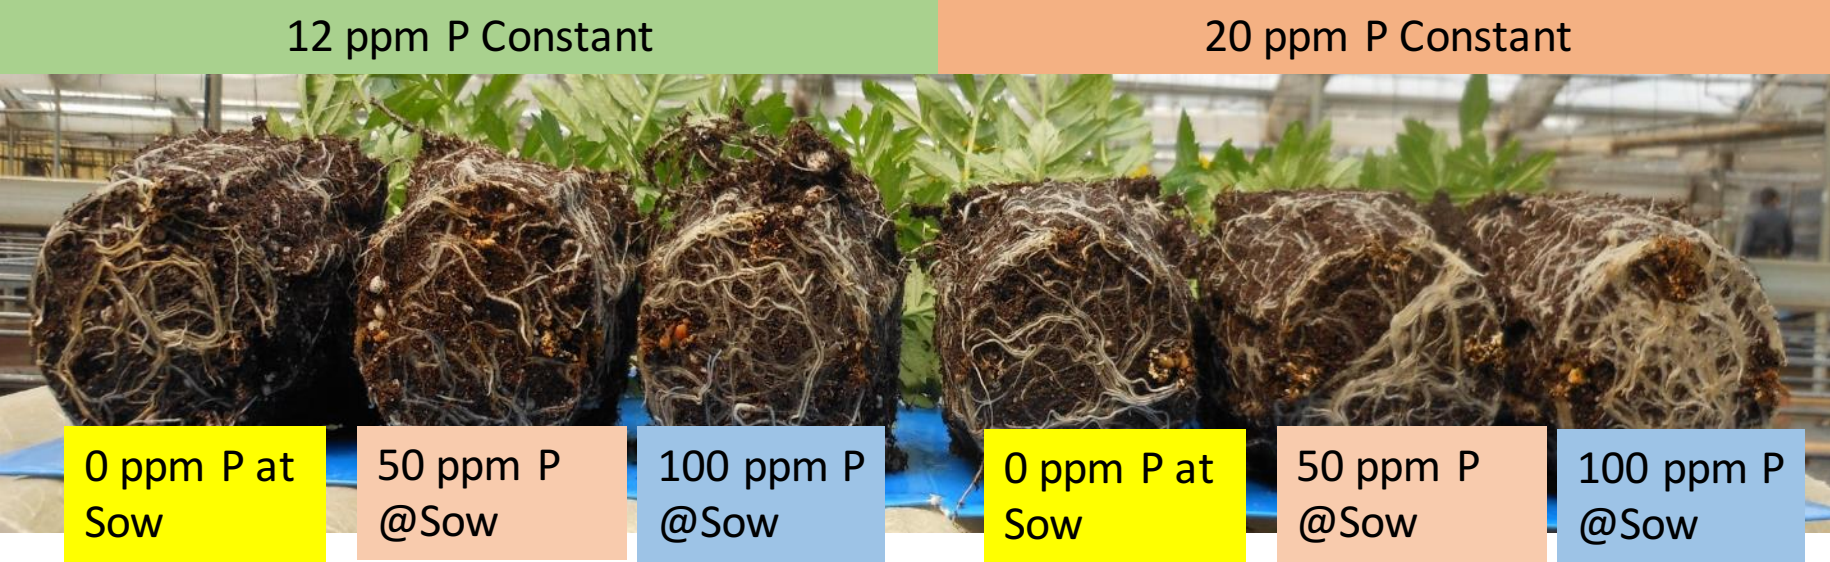 12 ppm P Constant
20 ppm P Constant
0 ppm P at
Sow
50 ppm P
@Sow
100 ppm P
@Sow
0 ppm P at
Sow
50 ppm P
@Sow
100 ppm P
@Sow